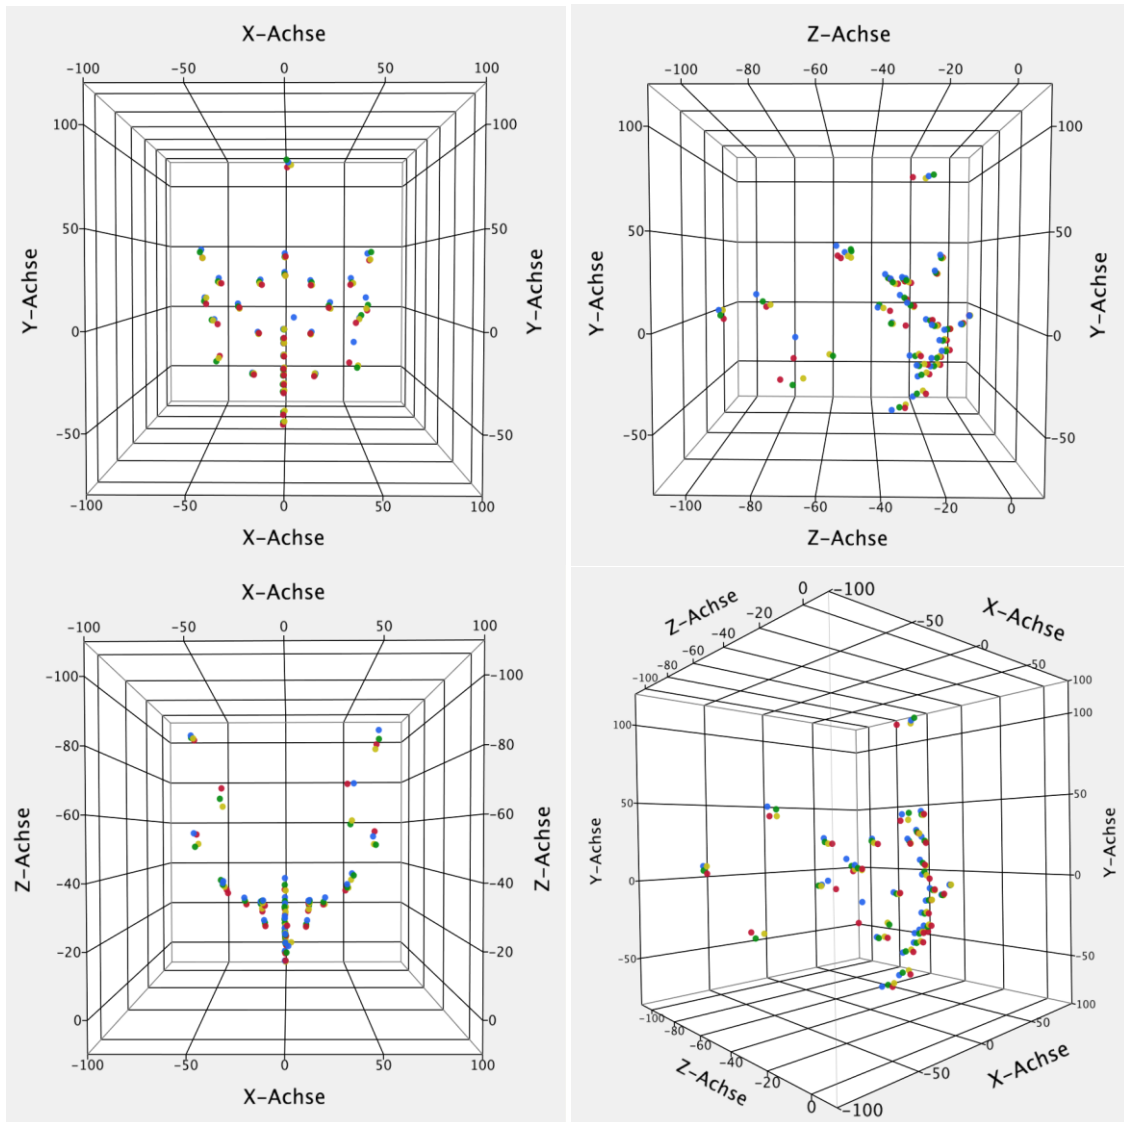 X-Achse
-100 -50 0 50 100
100 100
50 50
Y-Achse Y-Achse
0 0
-50 -50
-100 -50 0 50 100
X-Achse
Z-Achse
-100 -80 -60 -40 -20 0
100 100
50 50
Y-Achse Y-Achse
0 0
-50 -50
-100 -80 -60 -40 -20 0
Z-Achse
X-Achse
-100 -50 0 50 100
-100 -100
-80 -80
-60 -60
Z-Achse Z-Achse
-40 -40
-20 -20
0 0
-100 -50 0 50 100
X-Achse
0 -100
Z-Achse X-Achse
-20 -50
-40 0
-60 50
-80 100
-100
100 100
50 50
Y-Achse Y-Achse
0 0
-50 -50
-100 100
-80 50
-60 0
-40 -50
-20
Z-Achse X-Achse
0 -100